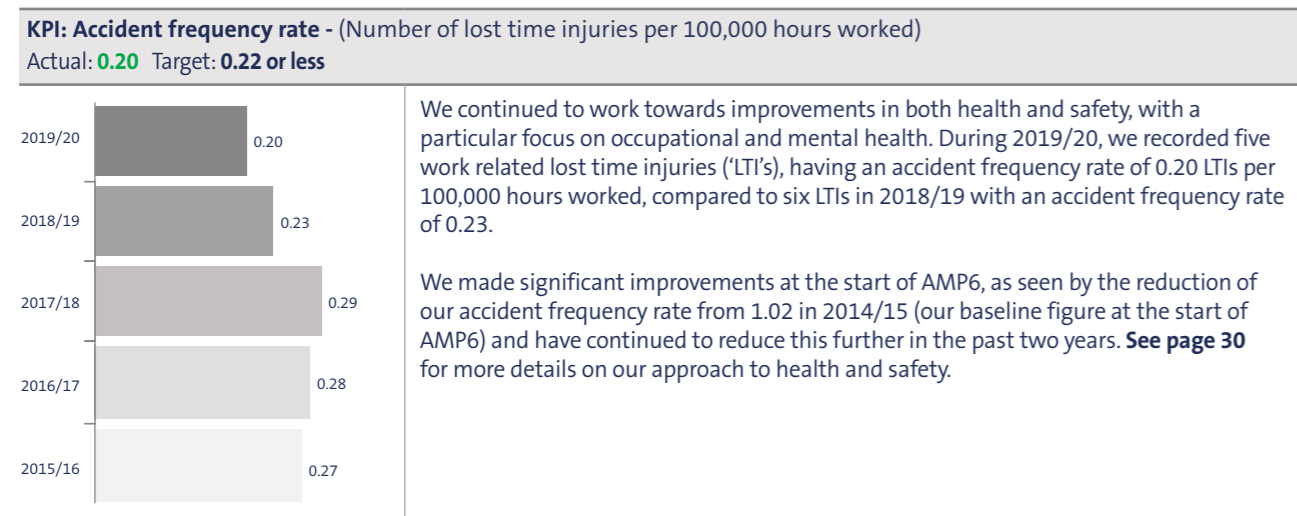 KPI: Accident frequency rate - (Number of lost time injuries per 100,000 hours worked)
Actual: 0.20 Target: 0.22 or less
2019/20
0.20
2018/19
0.23
2017/18
0.29
2016/17
0.28
2015/16
0.27
We continued to work towards improvements in both health and safety, with a
particular focus on occupational and mental health. During 2019/20, we recorded five
work related lost time injuries (‘LTI’s), having an accident frequency rate of 0.20 LTIs per
100,000 hours worked, compared to six LTIs in 2018/19 with an accident frequency rate
of 0.23.
We made significant improvements at the start of AMP6, as seen by the reduction of
our accident frequency rate from 1.02 in 2014/15 (our baseline figure at the start of
AMP6) and have continued to reduce this further in the past two years. See page 30
for more details on our approach to health and safety.